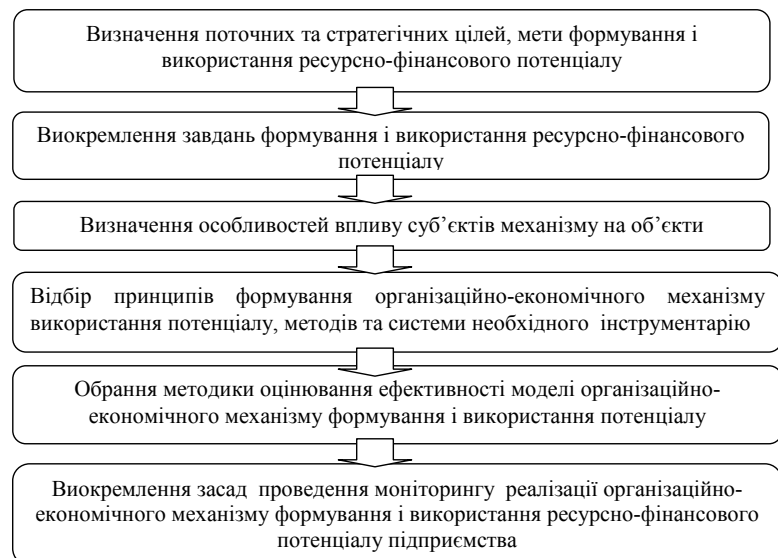 Визначення поточних та стратегічних цілей, мети формування і
використання ресурсно-фінансового потенціалу
Виокремлення завдань формування і використання ресурсно-фінансового
потенціалу
Визначення особливостей впливу суб’єктів механізму на об’єкти
Відбір принципів формування організаційно-економічного механізму
використання потенціалу, методів та системи необхідного інструментарію
Обрання методики оцінювання ефективності моделі організаційно-
економічного механізму формування і використання потенціалу
Виокремлення засад проведення моніторингу реалізації організаційно-
економічного механізму формування і використання ресурсно-фінансового
потенціалу підприємства